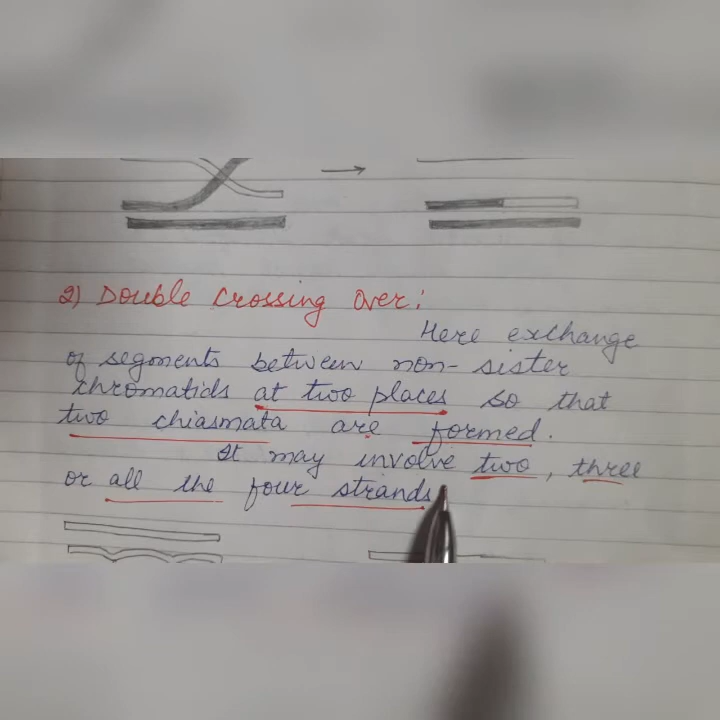 2) Double Crossing Over:
Here exchange
of segments between non-sister
chromatids at two places so that
two chiasmata are formed.
It may involve two, three
or all the four strands